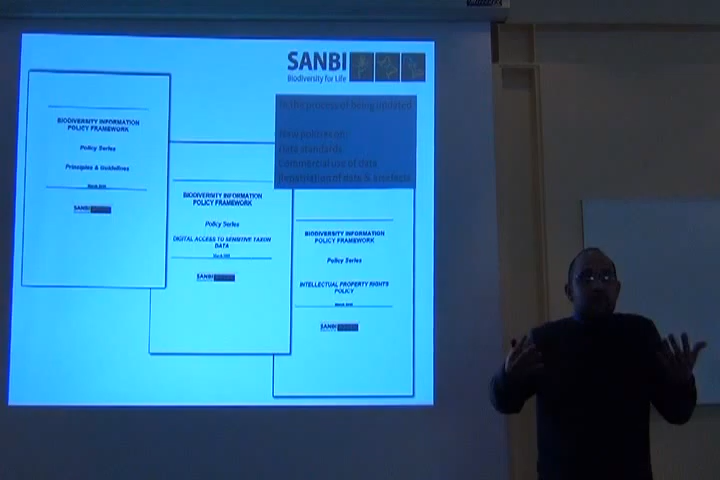 SANBI
Biodiversity for Life
In the process of being updated
New policies on:
Data standards
Commercial use of data
Registration of data &
BIODIVERSITY INFORMATION
POLICY FRAMEWORK
Policy Series
Principles & Guidelines
SANBI
BIODIVERSITY INFORMATION
POLICY FRAMEWORK
Policy Series
DIGITAL ACCESS TO SENSITIVE TAXON
DATA
SANBI
BIODIVERSITY INFORMATION
POLICY FRAMEWORK
Policy Series
INTELLECTUAL PROPERTY RIGHTS
POLICY
SANBI